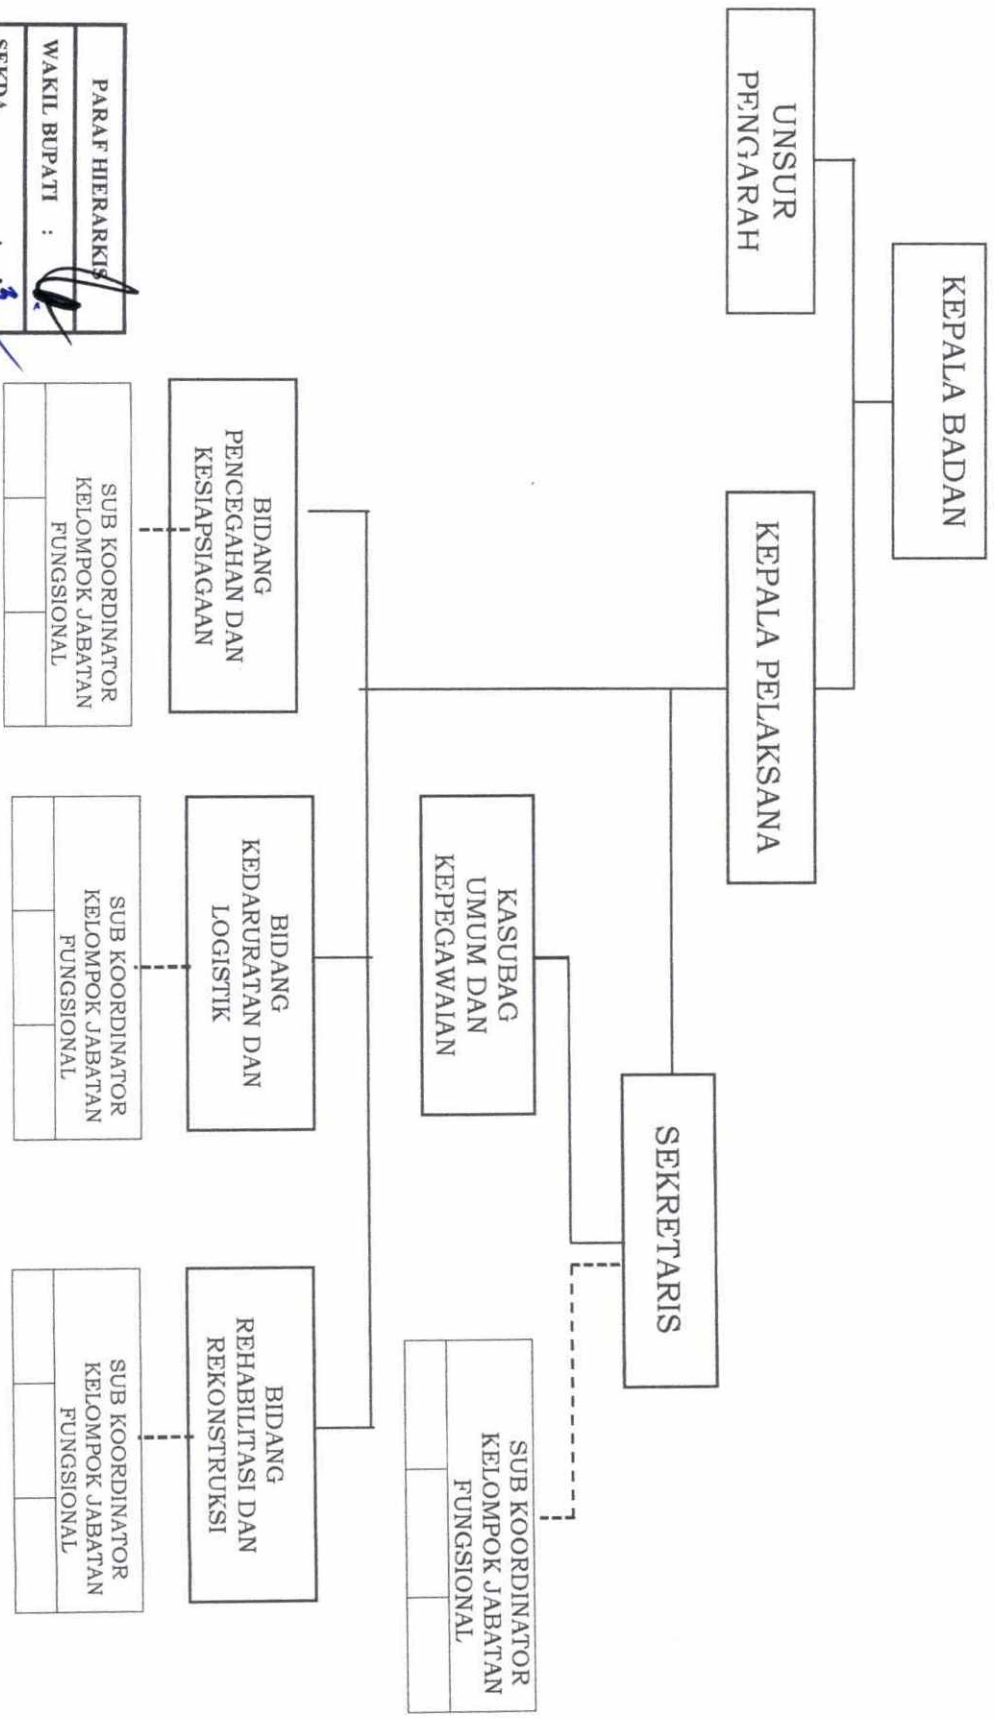 KEPALA BADAN
UNSUR
PENGARAH
KEPALA PELAKSANA
SEKRETARIS
KASUBAG
UMUM DAN
KEPEGAWAIAN
SUB KOORDINATOR
KELOMPOK JABATAN
FUNGSIONAL
BIDANG
PENCEGAHAN DAN
KESIAPSIAGAAN
BIDANG
KEDARURATAN DAN
LOGISTIK
BIDANG
REHABILITASI DAN
REKONSTRUKSI
SUB KOORDINATOR
KELOMPOK JABATAN
FUNGSIONAL
SUB KOORDINATOR
KELOMPOK JABATAN
FUNGSIONAL
SUB KOORDINATOR
KELOMPOK JABATAN
FUNGSIONAL
PARAF HIERARKIS
WAKIL BUPATI :
SEKDA